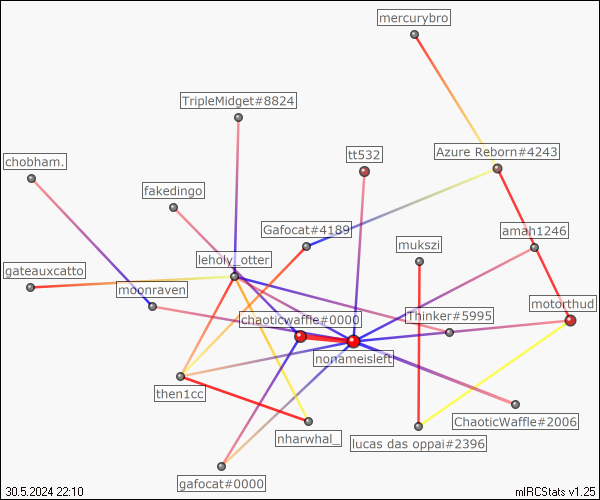 mercurybro
TripleMidget#8824
tt532
Azure Reborn#4243
chobham.
fakedingo
Gafocat#4189
amah1246
mukszi
leholy_otter
gateauxcatto
moonraven
motorthud
Thinker#5995
chaoticwaffle#0000
nonameisleft
then1cc
ChaoticWaffle#2006
nharwhal_
lucas das oppai#2396
gafocat#0000
30.5.2024 22:10
mIRCStats v1.25